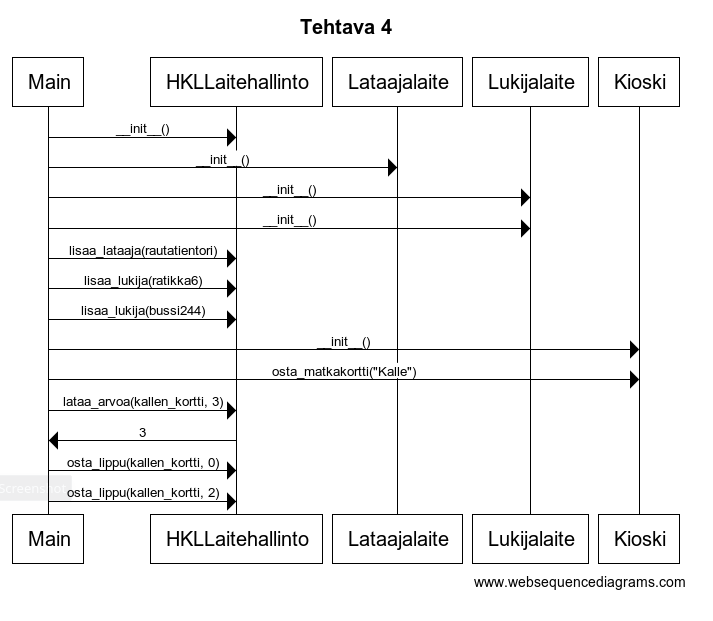 Tehtava 4
Main HKLLaitehallinto Lataajalaite Lukijalaite Kioski
__init__()
__init__()
__init__()
__init__()
lisaa_lataaja(rautatientori)
lisaa_lukija(ratikka6)
lisaa_lukija(bussi244)
__init__()
osta_matkakortti("Kalle")
lataa_arvoa(kallen_kortti, 3)
3
osta_lippu(kallen_kortti, 0)
Screenshot
osta_lippu(kallen_kortti, 2)
Main HKLLaitehallinto Lataajalaite Lukijalaite Kioski
www.websequencediagrams.com